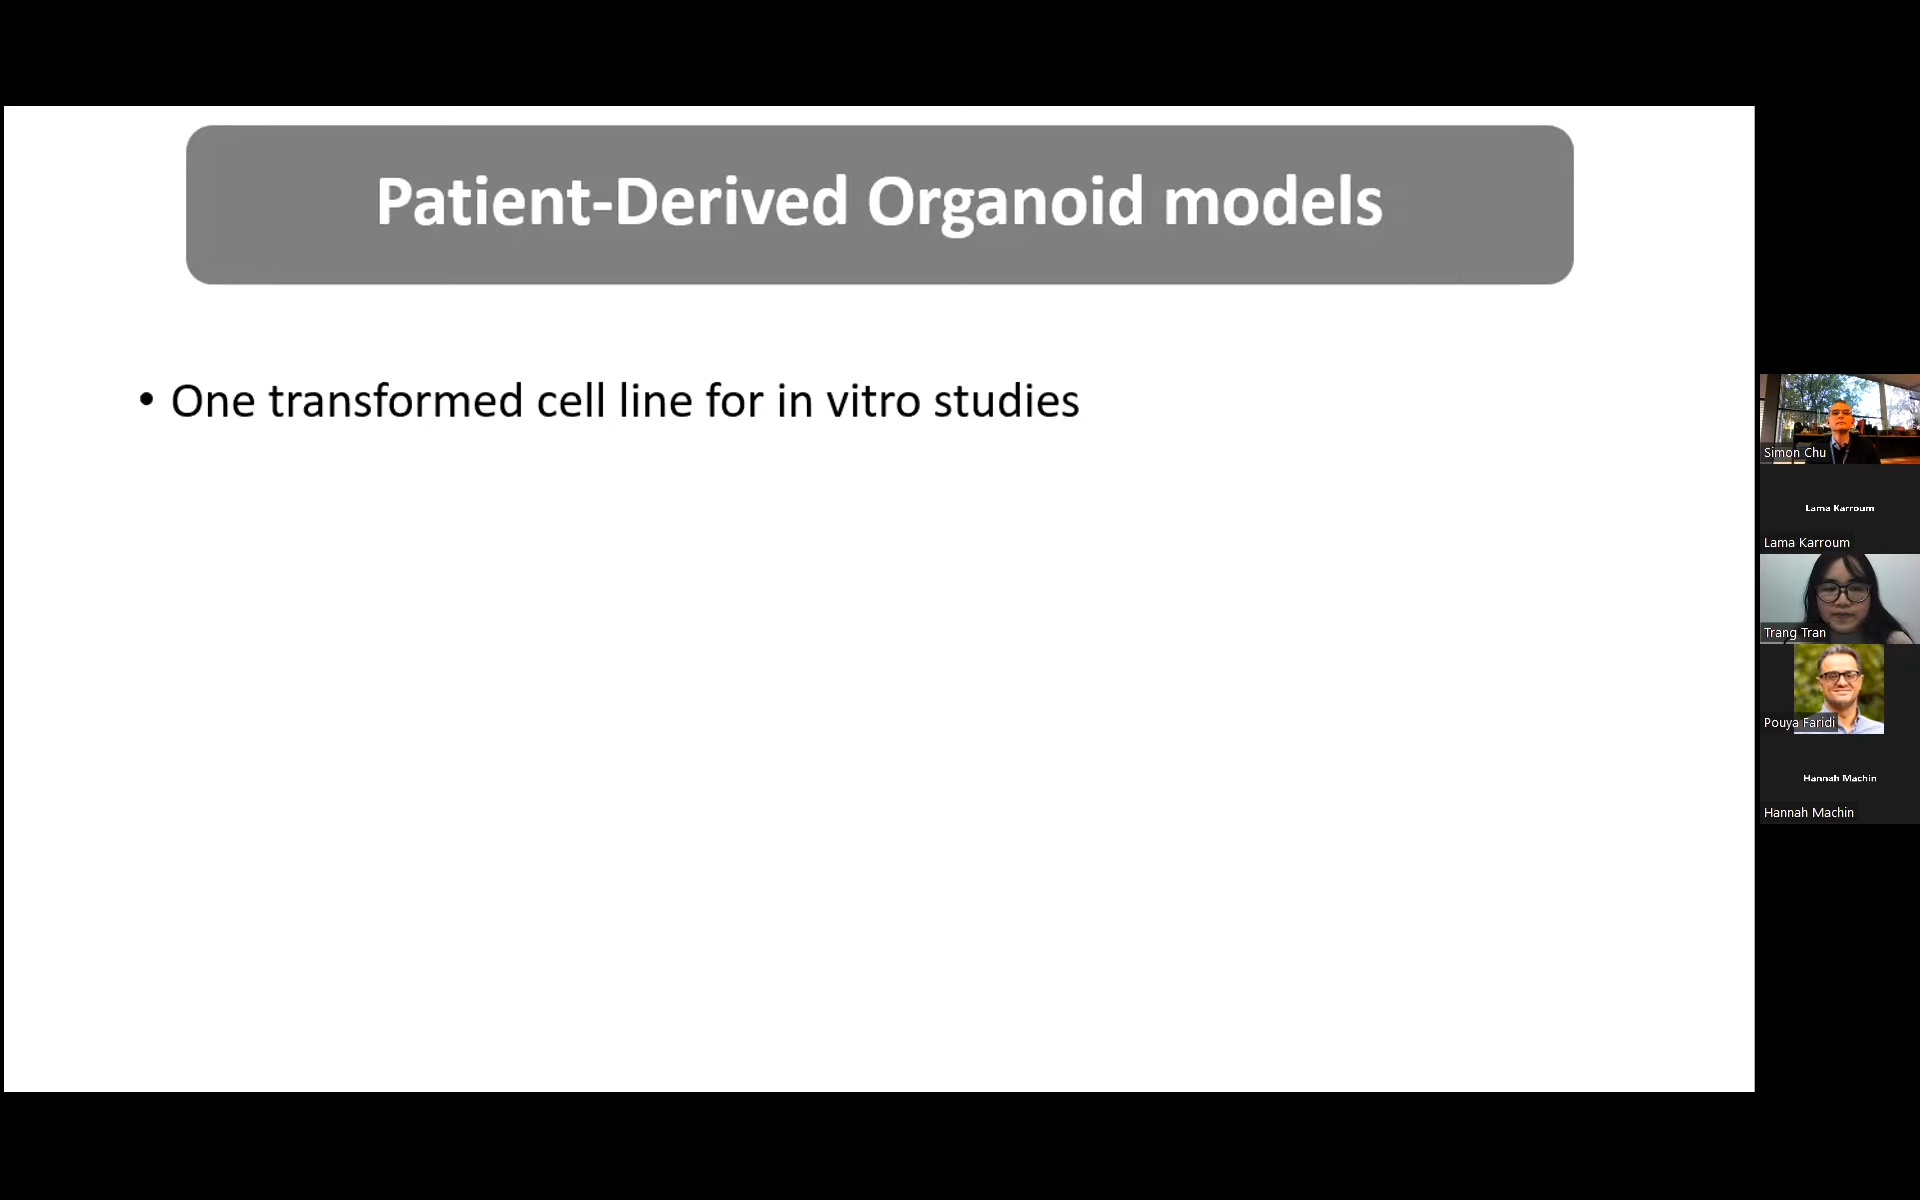 Patient-Derived Organoid models
• One transformed cell line for in vitro studies
Simon Chu
Lama Karroum
Lama Karroum
Trang Tran
Pouya Faridi
Hannah Machin
Hannah Machin